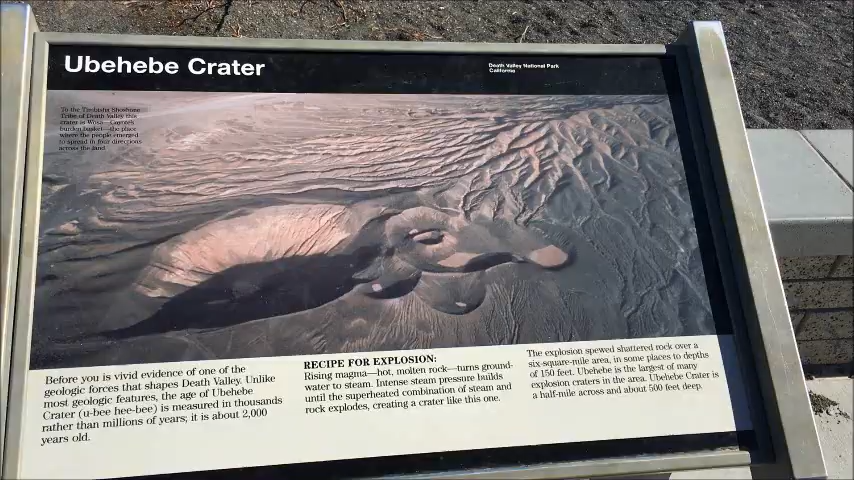 Ubehebe Crater
Death Valley National Park
California
To the Timbisha Shoshone
Tribe of Death Valley this
crater is Wosa—Coyote's
burden basket—the place
where the people emerged
to spread in four directions
across the land.
Before you is vivid evidence of one of the
geologic forces that shapes Death Valley. Unlike
most geologic features, the age of Ubehebe
Crater (u-bee hee-bee) is measured in thousands
rather than millions of years; it is about 2,000
years old.
RECIPE FOR EXPLOSION:
Rising magma—hot, molten rock—turns ground-
water to steam. Intense steam pressure builds
until the superheated combination of steam and
rock explodes, creating a crater like this one.
The explosion spewed shattered rock over a
six-square-mile area, in some places to depths
of 150 feet. Ubehebe is the largest of many
explosion craters in the area. Ubehebe Crater is
a half-mile across and about 500 feet deep.